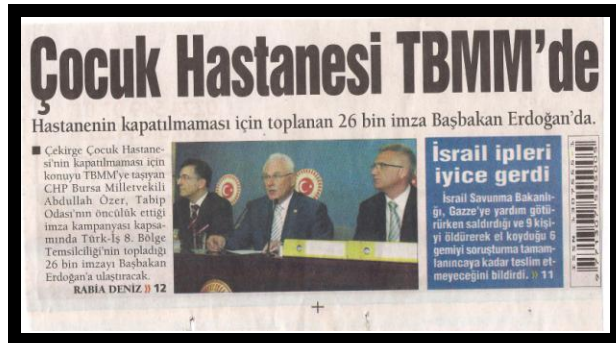 Çocuk Hastanesi TBMM'de
Hastanenin kapatılmaması için toplanan 26 bin imza Başbakan Erdoğan'da.
■ Çekirge Çocuk Hastane-
si'nin kapatılmaması için
konuyu TBMM'ye taşıyan
CHP Bursa Milletvekili
Abdullah Özer, Tabip
Odası'nın öncülük ettiği
imza kampanyası kapsa-
mında Türk-İş 8. Bölge
Temsilciliği'nin topladığı
26 bin imzayı Başbakan
Erdoğan'a ulaştıracak.
RABİA DENİZ » 12
İsrail ipleri
iyice gerdi
İsrail Savunma Bakanlı-
ğı, Gazze'ye yardım götü-
rürken saldırdığı ve 9 kişi-
yi öldürerek el koyduğu 6
gemiyi soruşturma tamam-
lanıncaya kadar teslim et-
meyeceğini bildirdi. » 11